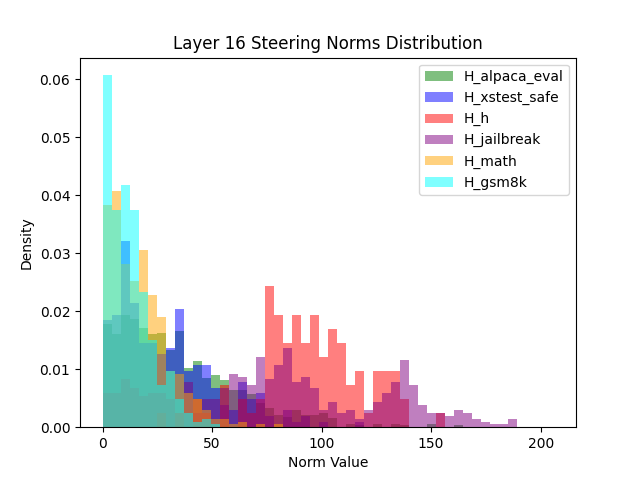 Layer 16 Steering Norms Distribution
H_alpaca_eval
H_xstest_safe
H_h
H_jailbreak
H_math
H_gsm8k
0.06
0.05
0.04
0.03
0.02
0.01
0.00
Density
0 50 100 150 200
Norm Value